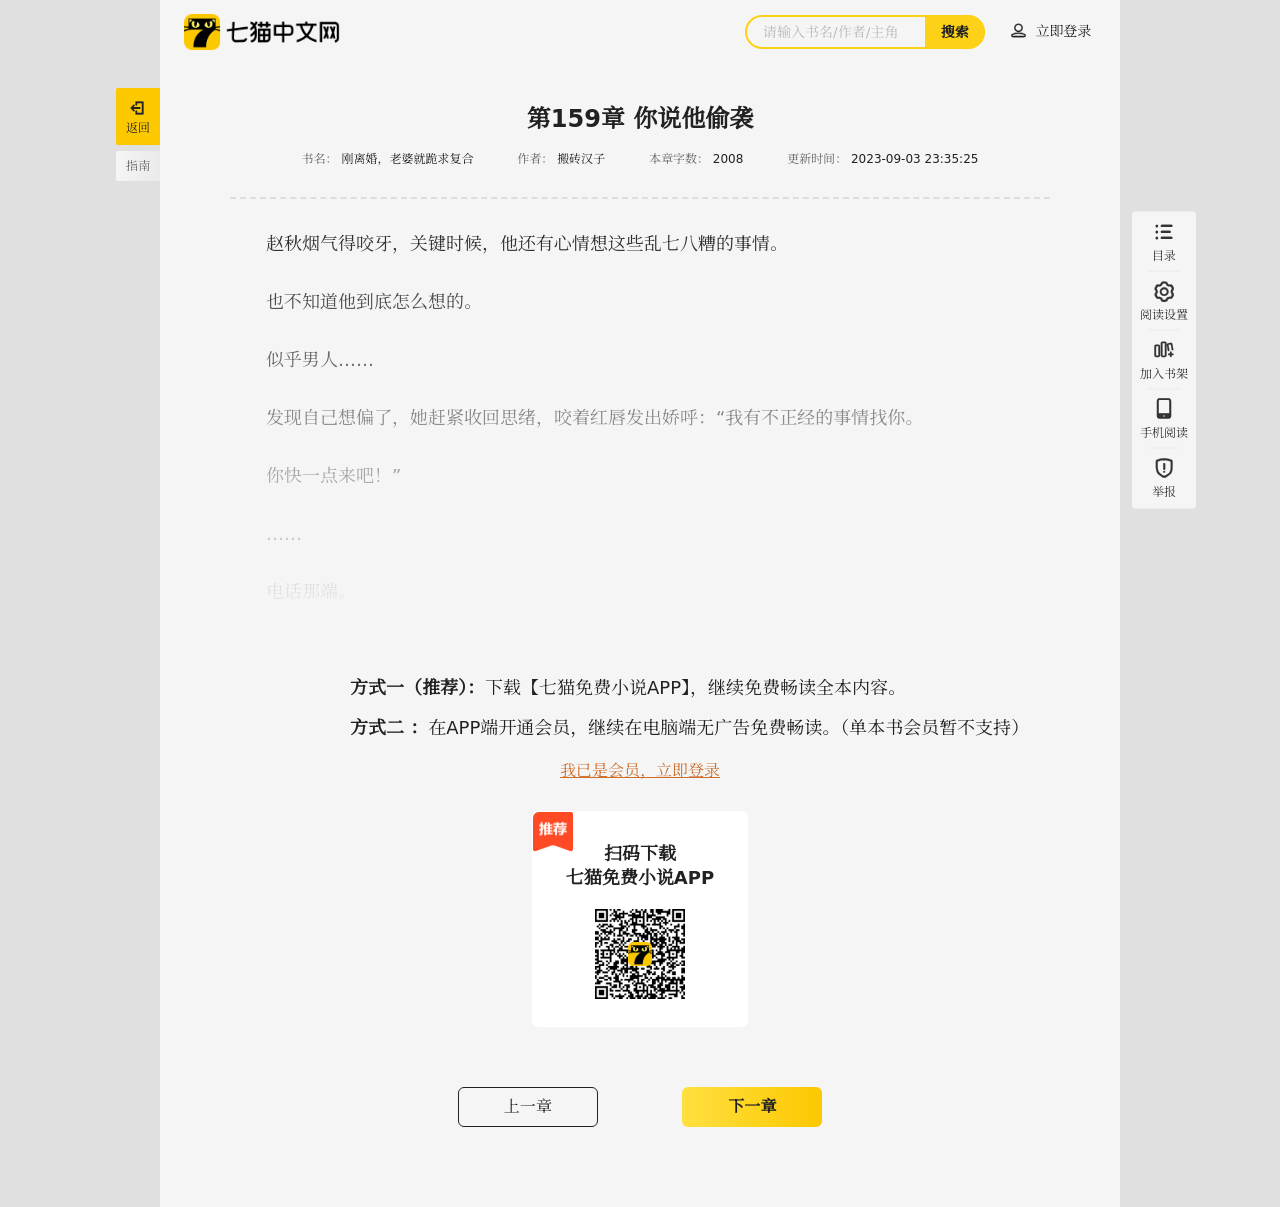 七猫中文网
请输入书名/作者/主角
搜索
立即登录
返回
指南
第159章 你说他偷袭
书名： 刚离婚，老婆就跪求复合 作者： 搬砖汉子 本章字数： 2008 更新时间： 2023-09-03 23:35:25
赵秋烟气得咬牙，关键时候，他还有心情想这些乱七八糟的事情。
也不知道他到底怎么想的。
似乎男人……
发现自己想偏了，她赶紧收回思绪，咬着红唇发出娇呼：“我有不正经的事情找你。
你快一点来吧！”
……
电话那端。
目录
阅读设置
加入书架
手机阅读
举报
方式一（推荐）：下载【七猫免费小说APP】，继续免费畅读全本内容。
方式二 ：在APP端开通会员，继续在电脑端无广告免费畅读。（单本书会员暂不支持）
我已是会员，立即登录
推荐
扫码下载
七猫免费小说APP
上一章
下一章